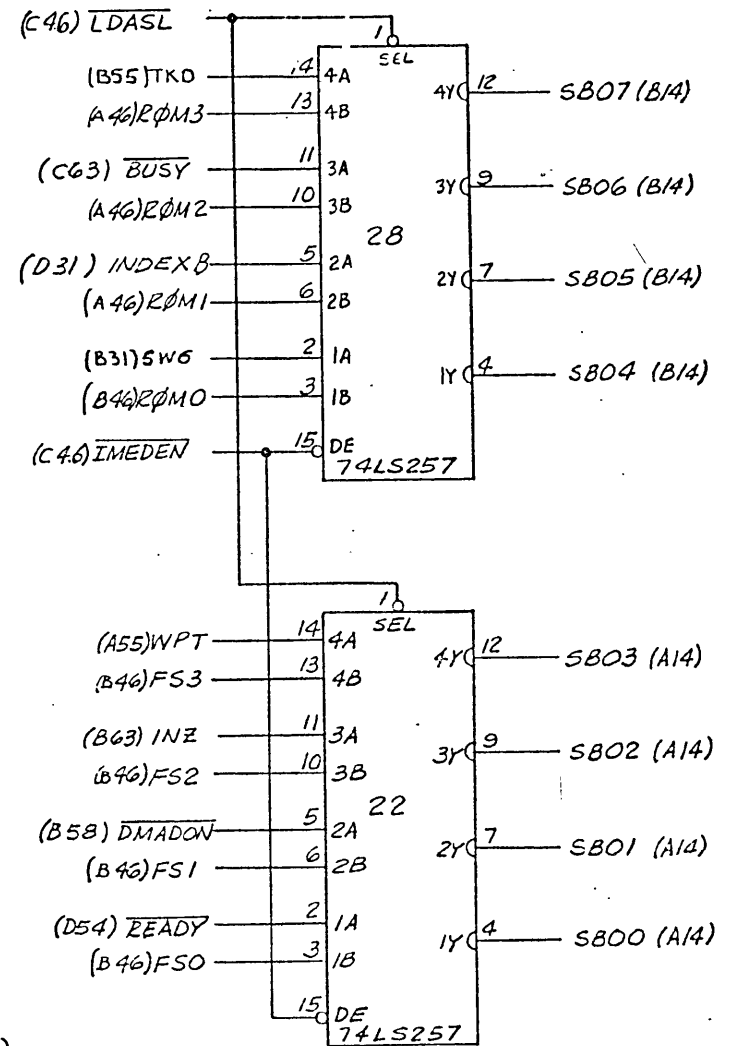 (C46) LDASL 1
SEL
(B55)TKO 14 4A
4Y 12 SB07 (B14)
(A46)RØM3 13 4B
(C63) BUSY 11 3A
3Y 9 SB06 (B14)
(A46)RØM2 10 3B
28
(D31) INDEXB 5 2A
2Y 7 SB05 (B14)
(A46)RØM1 6 2B
(B31)SW6 2 1A
1Y 4 SB04 (B14)
(B46)RØM0 3 1B
(C46) IMEDEN 15 DE
74LS257
1
SEL
(A55)WPT 14 4A
4Y 12 SB03 (A14)
(B46)FS3 13 4B
(B63) INZ 11 3A
3Y 9 SB02 (A14)
(B46)FS2 10 3B
22
(B58) DMADON 5 2A
2Y 7 SB01 (A14)
(B46)FS1 6 2B
(D54) READY 2 1A
1Y 4 SB00 (A14)
(B46)FS0 3 1B
15 DE
74LS257